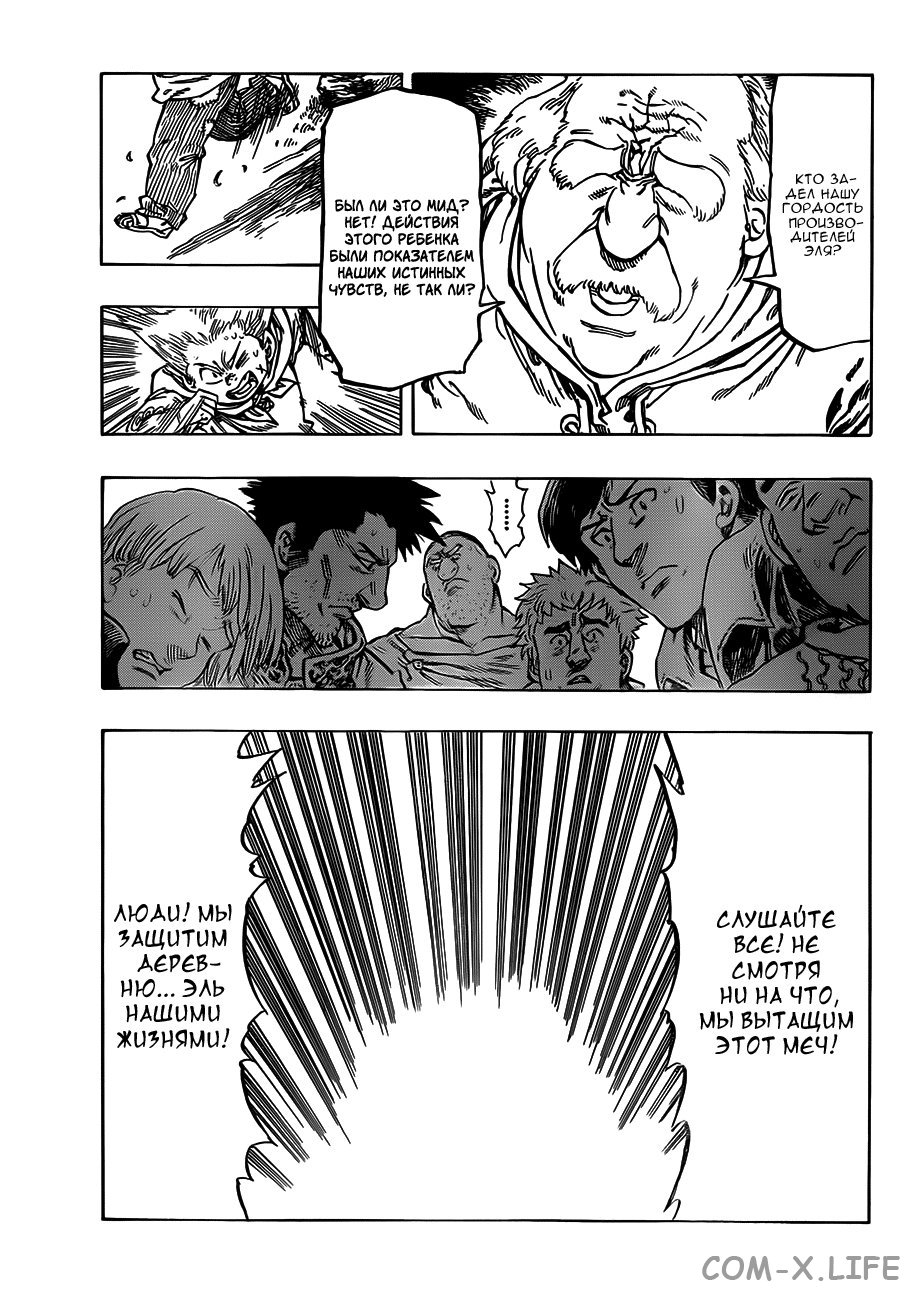 КТО ЗА-
ДЕЛ НАШУ
ГОРДОСТЬ
ПРОИЗВО-
ДИТЕЛЕЙ
ЭЛЯ?
БЫЛ ЛИ ЭТО МИД?
НЕТ! ДЕЙСТВИЯ
ЭТОГО РЕБЕНКА
БЫЛИ ПОКАЗАТЕЛЕМ
НАШИХ ИСТИННЫХ
ЧУВСТВ, НЕ ТАК ЛИ?
......
СЛУШАЙТЕ
ВСЕ! НЕ
СМОТРЯ
НИ НА ЧТО,
МЫ ВЫТАЩИМ
ЭТОТ МЕЧ!
ЛЮДИ! МЫ
ЗАЩИТИМ
ДЕРЕВ-
НЮ... ЭЛЬ
НАШИМИ
ЖИЗНЯМИ!
COM-X.LIFE